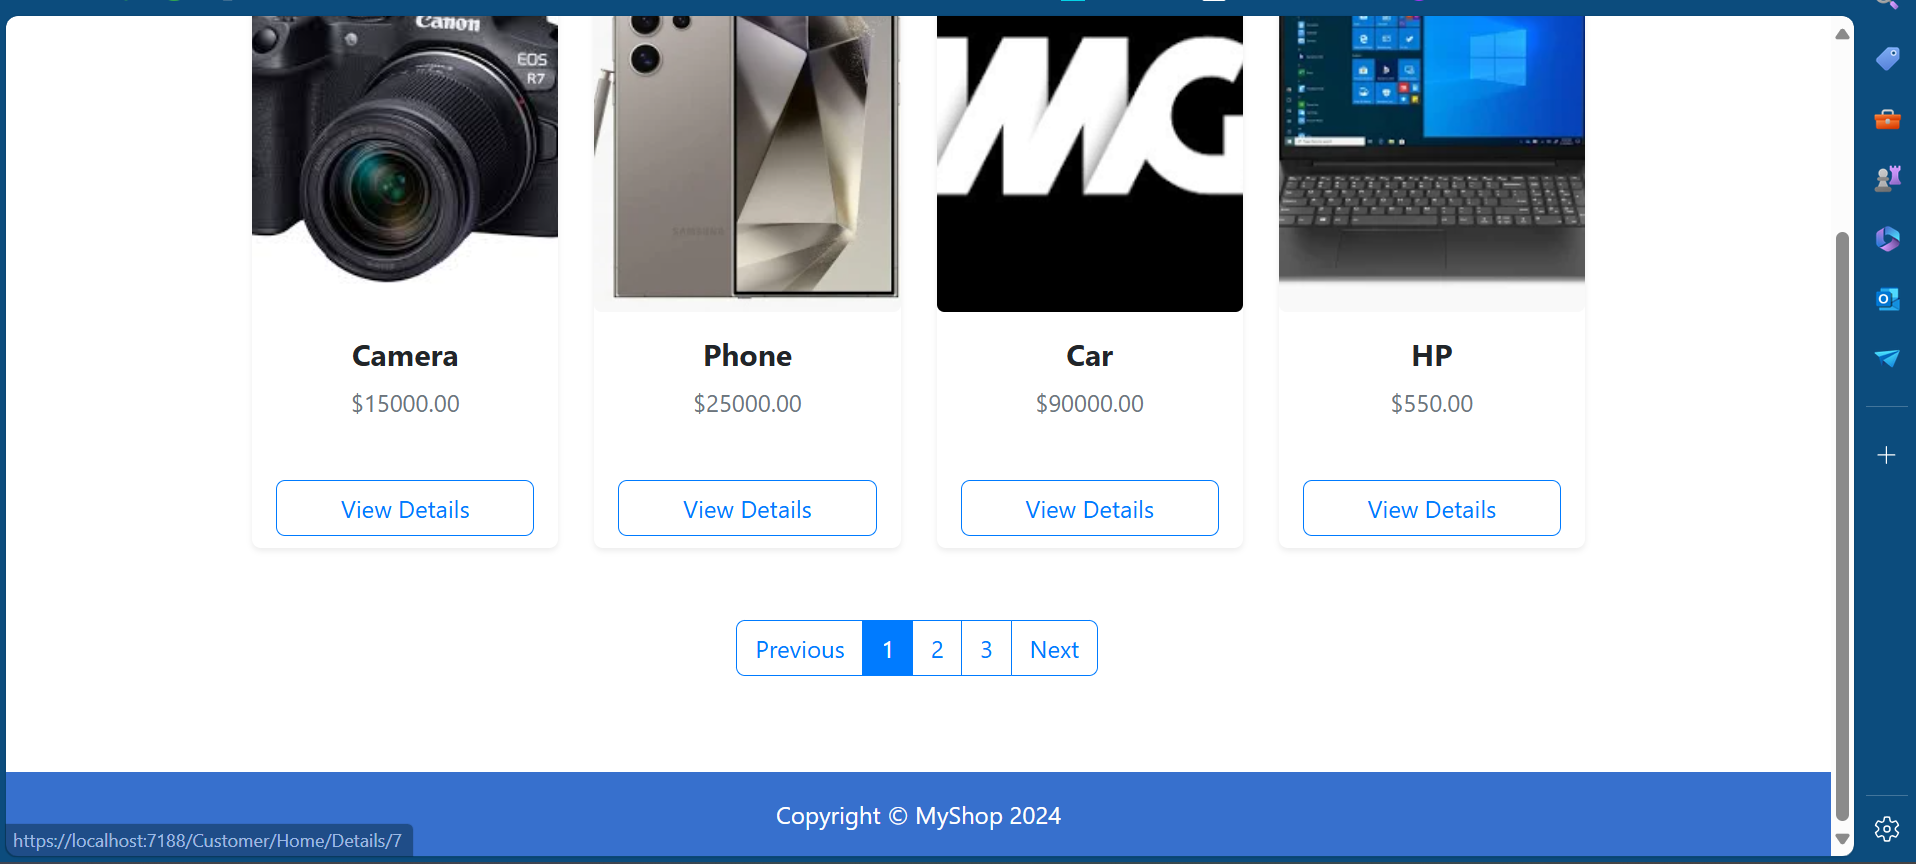 Canon
EOS
R7
SAMSUNG
MG
Camera
Phone
Car
HP
$15000.00
$25000.00
$90000.00
$550.00
View Details
View Details
View Details
View Details
Previous
1
2
3
Next
Copyright © MyShop 2024
https://localhost:7188/Customer/Home/Details/7